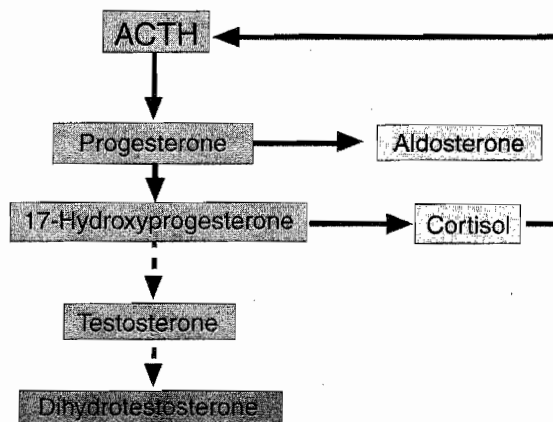 ACTH
Progesterone
Aldosterone
17-Hydroxyprogesterone
Cortisol
Testosterone
Dihydrotestosterone